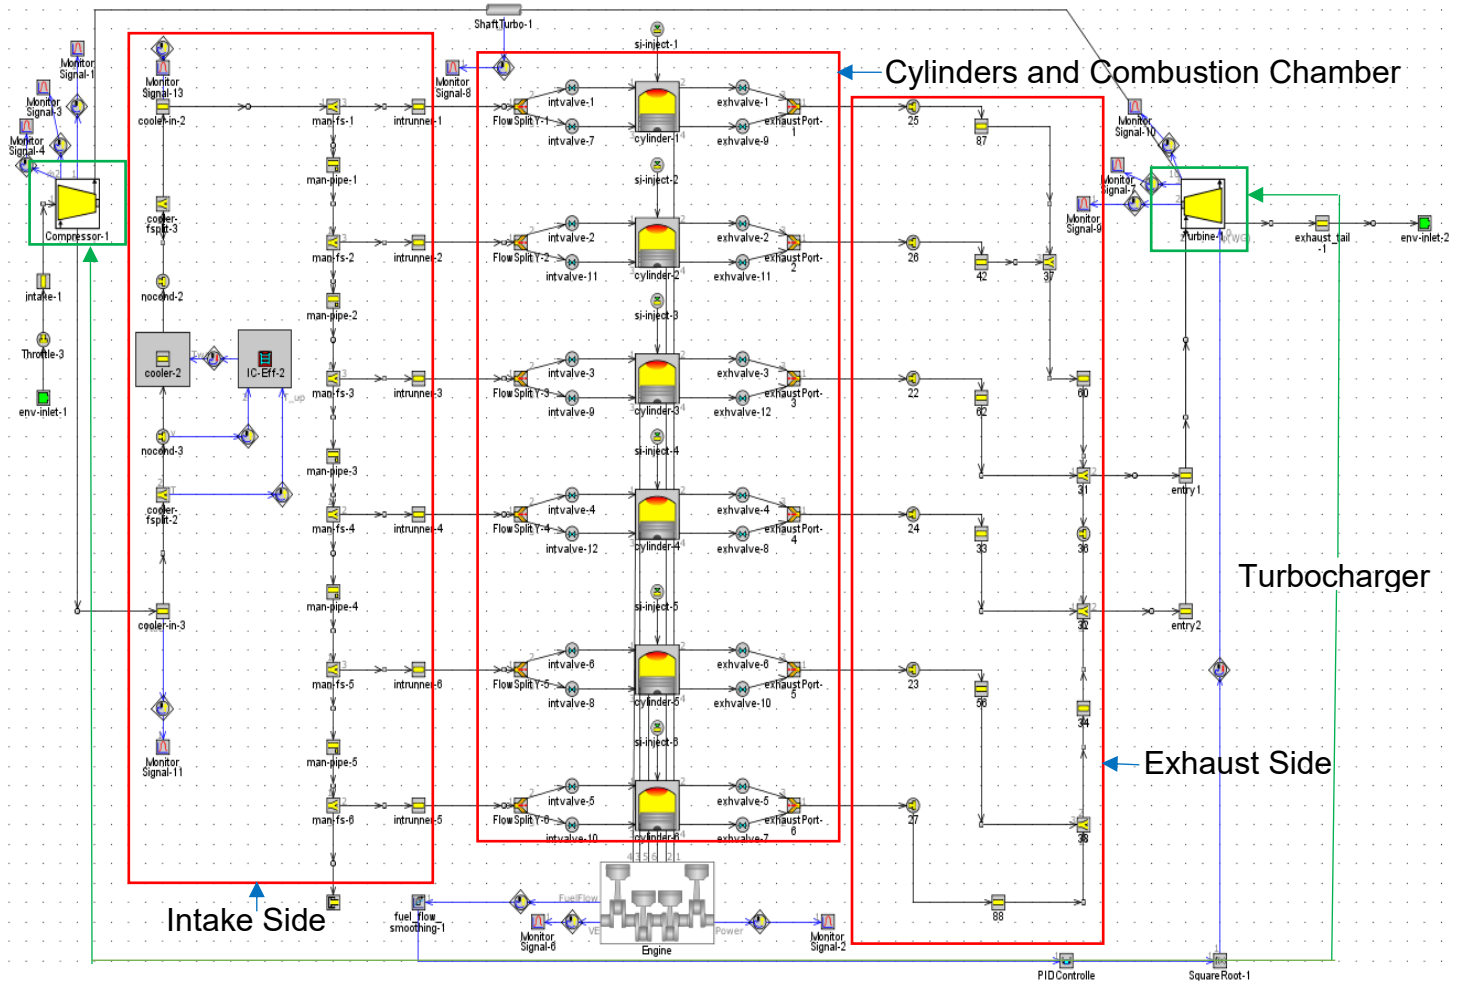 ShaftTurbo-1
si-inject-1
Monitor
Signal-1
Monitor
Signal-13
Monitor
Signal-8
Cylinders and Combustion Chamber
Monitor
Signal-3
Monitor
Signal-4
cooler-in-2
man-fs-1
intrunner-1
FlowSplitY-1
intvalve-1
intvalve-7
cylinder-1
exhvalve-1
exhvalve-9
exhaustPort-
1
25
87
Monitor
Signal-10
man-pipe-1
si-inject-2
Monitor
Signal-7
Monitor
Signal-9
Compressor-1
cooler-
fsplit-3
man-fs-2
intrunner-2
FlowSplitY-2
intvalve-2
intvalve-11
cylinder-2
exhvalve-2
exhvalve-11
exhaustPort-
2
26
42
37
exhaust_tail
-1
env-inlet-2
intake-1
nocond-2
man-pipe-2
si-inject-3
Throttle-3
cooler-2
IC-Eff-2
man-fs-3
intrunner-3
FlowSplitY-3
intvalve-3
intvalve-9
cylinder-3
exhvalve-3
exhvalve-12
exhaustPort-
3
22
62
60
env-inlet-1
nocond-3
man-pipe-3
si-inject-4
31
entry1
cooler-
fsplit-2
man-fs-4
intrunner-4
FlowSplitY-4
intvalve-4
intvalve-12
cylinder-4
exhvalve-4
exhvalve-8
exhaustPort-
4
24
33
36
Turbocharger
man-pipe-4
si-inject-5
cooler-in-3
32
entry2
man-fs-5
intrunner-6
FlowSplitY-5
intvalve-6
intvalve-8
cylinder-5
exhvalve-6
exhvalve-10
exhaustPort-
5
23
56
34
Monitor
Signal-11
man-pipe-5
si-inject-6
Exhaust Side
man-fs-6
intrunner-5
FlowSplitY-6
intvalve-5
intvalve-10
cylinder-6
exhvalve-5
exhvalve-7
exhaustPort-
6
27
38
Intake Side
fuel_flow_
smoothing-1
FuelFlow
VE
Power
Monitor
Signal-6
Engine
Monitor
Signal-2
88
PIDControlle
SquareRoot-1